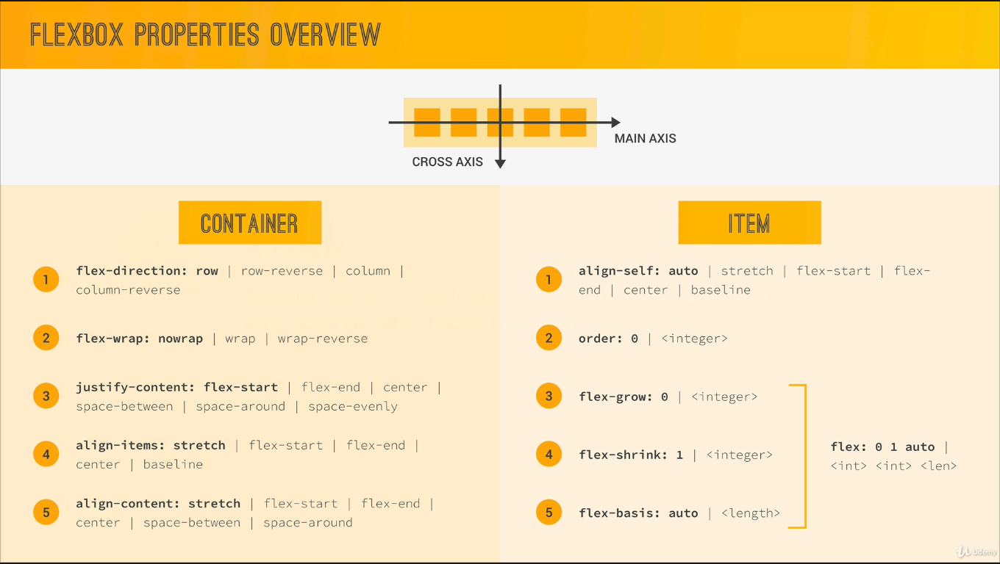 FLEXBOX PROPERTIES OVERVIEW
MAIN AXIS
CROSS AXIS
CONTAINER
1
flex-direction: row | row-reverse | column |
column-reverse
2
flex-wrap: nowrap | wrap | wrap-reverse
3
justify-content: flex-start | flex-end | center |
space-between | space-around | space-evenly
4
align-items: stretch | flex-start | flex-end |
center | baseline
5
align-content: stretch | flex-start | flex-end |
center | space-between | space-around
ITEM
1
align-self: auto | stretch | flex-start | flex-
end | center | baseline
2
order: 0 | <integer>
3
flex-grow: 0 | <integer>
4
flex-shrink: 1 | <integer>
5
flex-basis: auto | <length>
flex: 0 1 auto |
<int> <int> <len>
Udemy